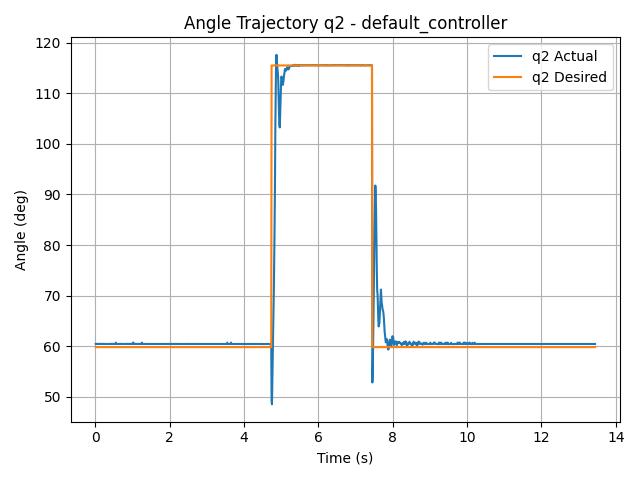 Angle Trajectory q2 - default_controller
q2 Actual
q2 Desired
Angle (deg)
120
110
100
90
80
70
60
50
0 2 4 6 8 10 12 14
Time (s)